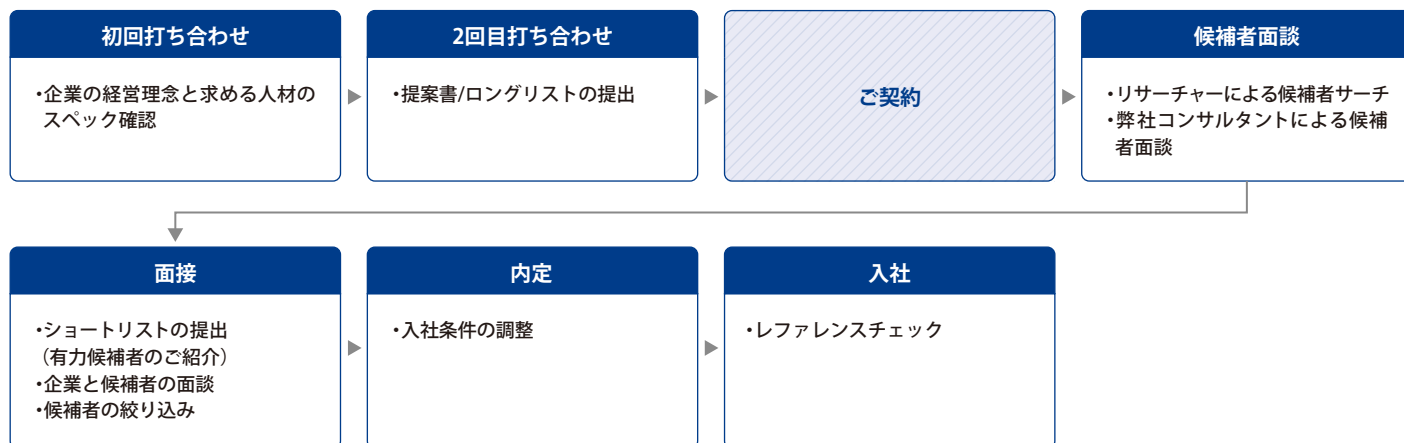 初回打ち合わせ
・企業の経営理念と求める人材の
スペック確認
2回目打ち合わせ
・提案書/ロングリストの提出
ご契約
候補者面談
・リサーチャーによる候補者サーチ
・弊社コンサルタントによる候補
者面談
面接
・ショートリストの提出
（有力候補者のご紹介）
・企業と候補者の面談
・候補者の絞り込み
内定
・入社条件の調整
入社
・レファレンスチェック